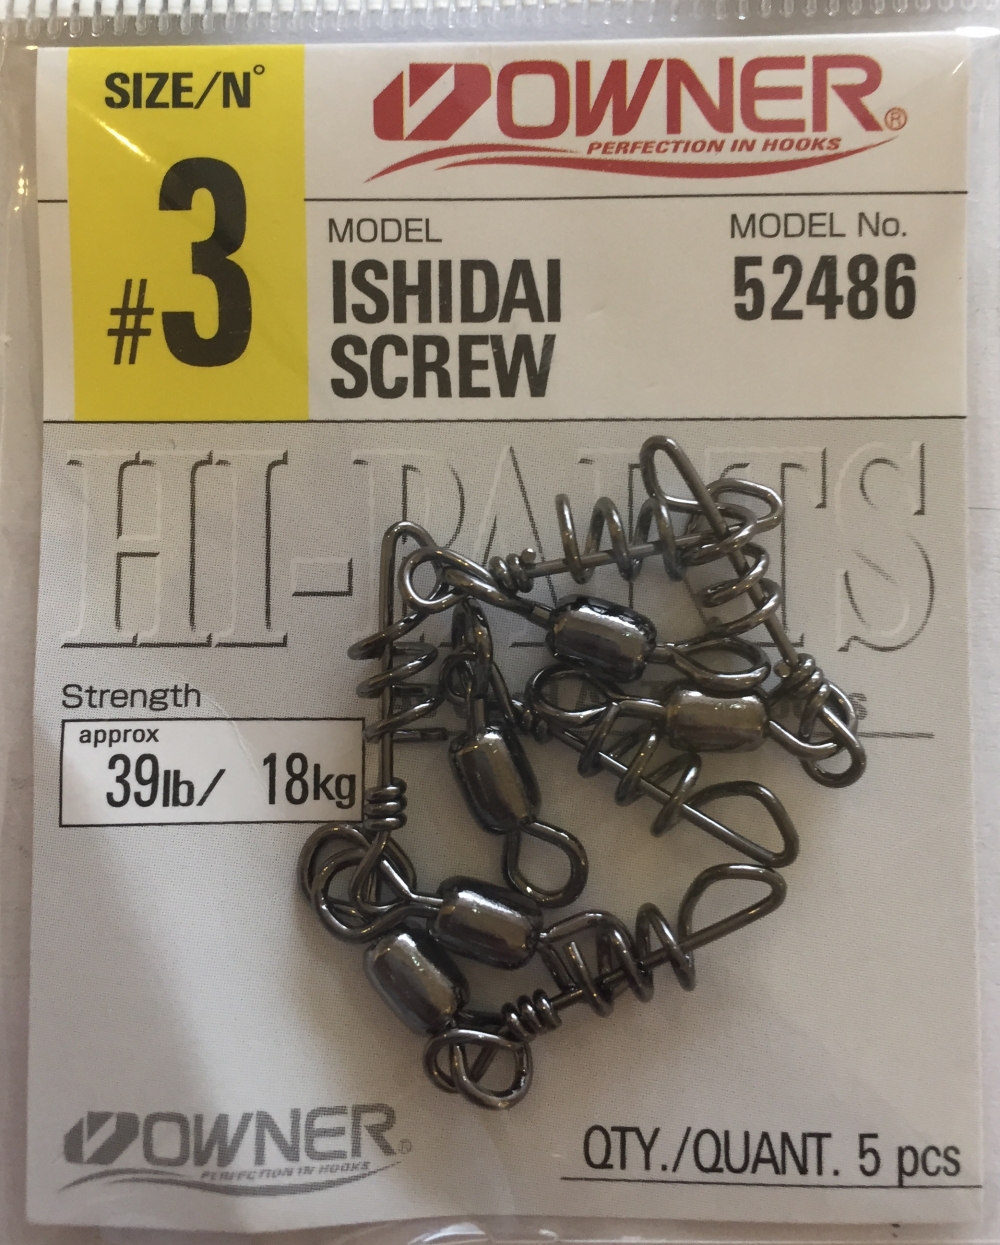 SIZE/N°
#3
OWNER®
PERFECTION IN HOOKS
MODEL
ISHIDAI
SCREW
MODEL No.
52486
HI-PARTS
Strength
approx
39lb/ 18kg
OWNER®
PERFECTION IN HOOKS
QTY./QUANT. 5 pcs